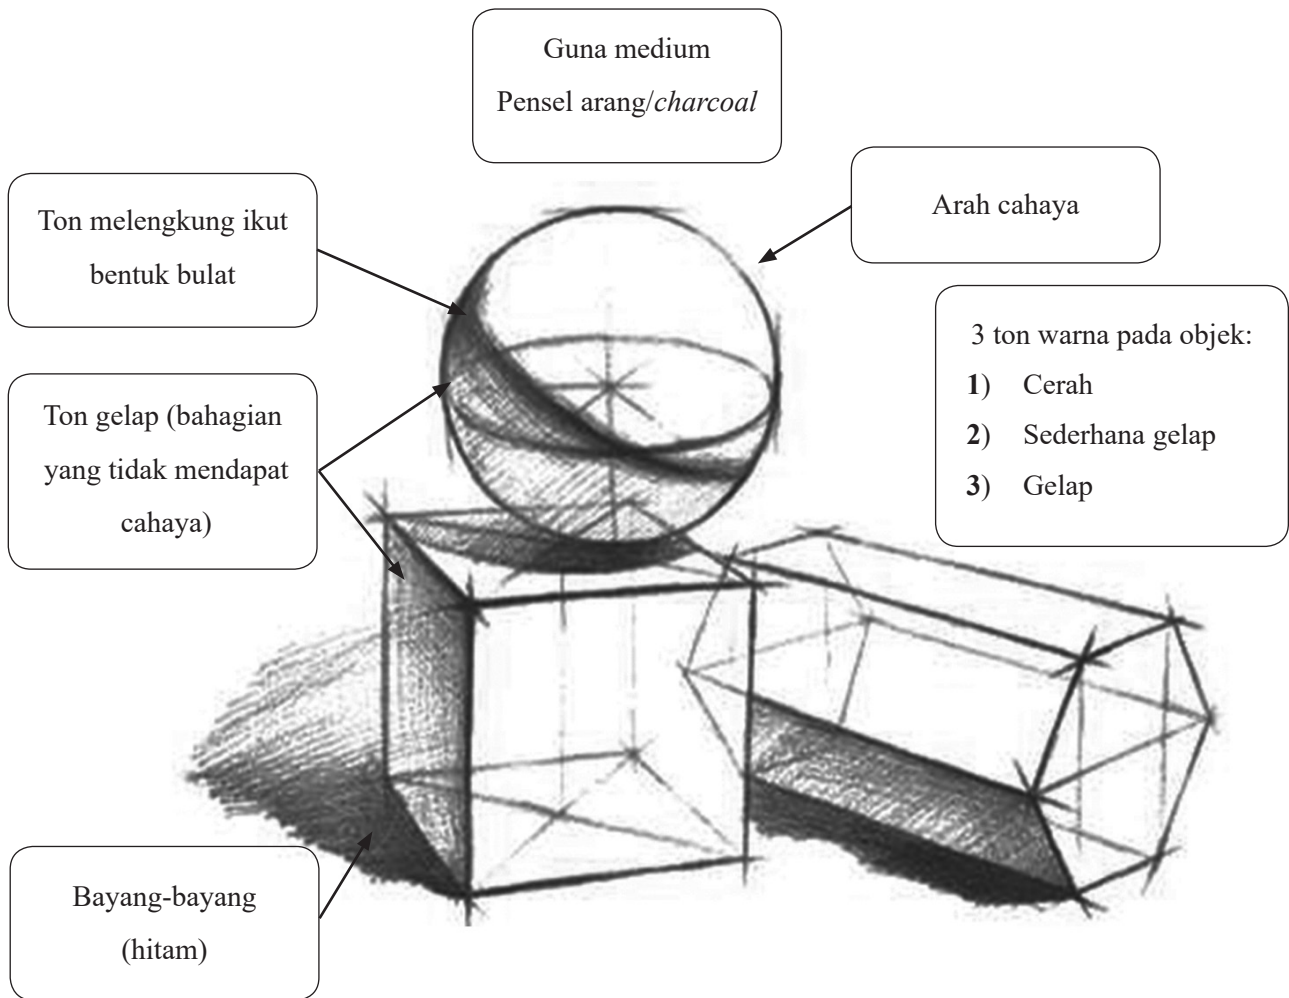 Guna medium
Pensel arang/charcoal
Arah cahaya
Ton melengkung ikut
bentuk bulat
3 ton warna pada objek:
1) Cerah
2) Sederhana gelap
3) Gelap
Ton gelap (bahagian
yang tidak mendapat
cahaya)
Bayang-bayang
(hitam)